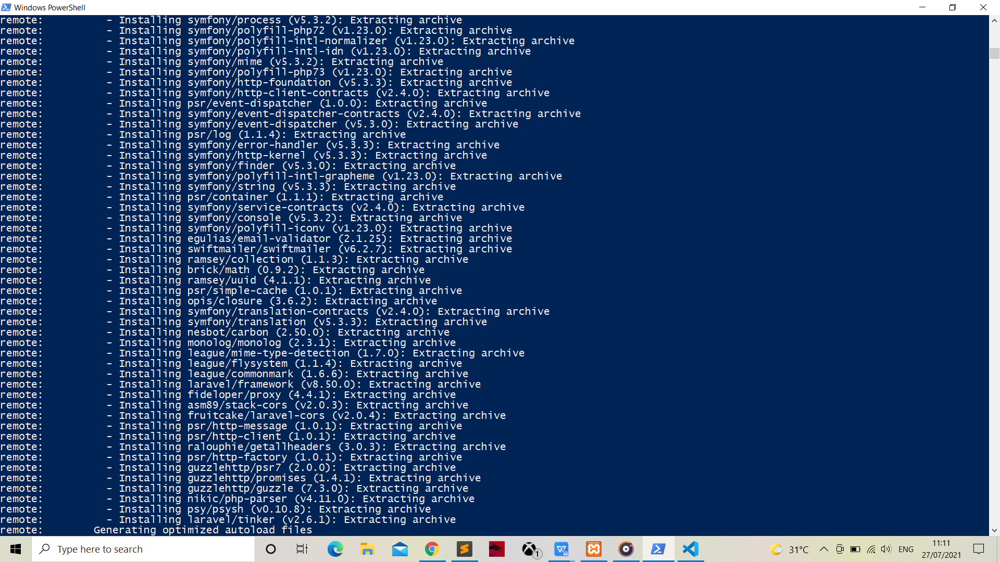 Windows PowerShell
remote: - Installing symfony/process (v5.3.2): Extracting archive
remote: - Installing symfony/polyfill-php72 (v1.23.0): Extracting archive
remote: - Installing symfony/polyfill-intl-normalizer (v1.23.0): Extracting archive
remote: - Installing symfony/polyfill-intl-idn (v1.23.0): Extracting archive
remote: - Installing symfony/mime (v5.3.2): Extracting archive
remote: - Installing symfony/polyfill-php73 (v1.23.0): Extracting archive
remote: - Installing symfony/http-foundation (v5.3.3): Extracting archive
remote: - Installing symfony/http-client-contracts (v2.4.0): Extracting archive
remote: - Installing psr/event-dispatcher (1.0.0): Extracting archive
remote: - Installing symfony/event-dispatcher-contracts (v2.4.0): Extracting archive
remote: - Installing symfony/event-dispatcher (v5.3.0): Extracting archive
remote: - Installing psr/log (1.1.4): Extracting archive
remote: - Installing symfony/error-handler (v5.3.3): Extracting archive
remote: - Installing symfony/http-kernel (v5.3.3): Extracting archive
remote: - Installing symfony/finder (v5.3.0): Extracting archive
remote: - Installing symfony/polyfill-intl-grapheme (v1.23.0): Extracting archive
remote: - Installing symfony/string (v5.3.3): Extracting archive
remote: - Installing psr/container (1.1.1): Extracting archive
remote: - Installing symfony/service-contracts (v2.4.0): Extracting archive
remote: - Installing symfony/console (v5.3.2): Extracting archive
remote: - Installing symfony/polyfill-iconv (v1.23.0): Extracting archive
remote: - Installing egulias/email-validator (2.1.25): Extracting archive
remote: - Installing swiftmailer/swiftmailer (v6.2.7): Extracting archive
remote: - Installing ramsey/collection (1.1.3): Extracting archive
remote: - Installing brick/math (0.9.2): Extracting archive
remote: - Installing ramsey/uuid (4.1.1): Extracting archive
remote: - Installing psr/simple-cache (1.0.1): Extracting archive
remote: - Installing opis/closure (3.6.2): Extracting archive
remote: - Installing symfony/translation-contracts (v2.4.0): Extracting archive
remote: - Installing symfony/translation (v5.3.3): Extracting archive
remote: - Installing nesbot/carbon (2.50.0): Extracting archive
remote: - Installing monolog/monolog (2.3.1): Extracting archive
remote: - Installing league/mime-type-detection (1.7.0): Extracting archive
remote: - Installing league/flysystem (1.1.4): Extracting archive
remote: - Installing league/commonmark (1.6.6): Extracting archive
remote: - Installing laravel/framework (v8.50.0): Extracting archive
remote: - Installing fideloper/proxy (4.4.1): Extracting archive
remote: - Installing asm89/stack-cors (v2.0.3): Extracting archive
remote: - Installing fruitcake/laravel-cors (v2.0.4): Extracting archive
remote: - Installing psr/http-message (1.0.1): Extracting archive
remote: - Installing psr/http-client (1.0.1): Extracting archive
remote: - Installing ralouphie/getallheaders (3.0.3): Extracting archive
remote: - Installing psr/http-factory (1.0.1): Extracting archive
remote: - Installing guzzlehttp/psr7 (2.0.0): Extracting archive
remote: - Installing guzzlehttp/promises (1.4.1): Extracting archive
remote: - Installing guzzlehttp/guzzle (7.3.0): Extracting archive
remote: - Installing nikic/php-parser (v4.11.0): Extracting archive
remote: - Installing psy/psysh (v0.10.8): Extracting archive
remote: - Installing laravel/tinker (v2.6.1): Extracting archive
remote: Generating optimized autoload files
Type here to search
1
31°C
ENG
11:11
27/07/2021